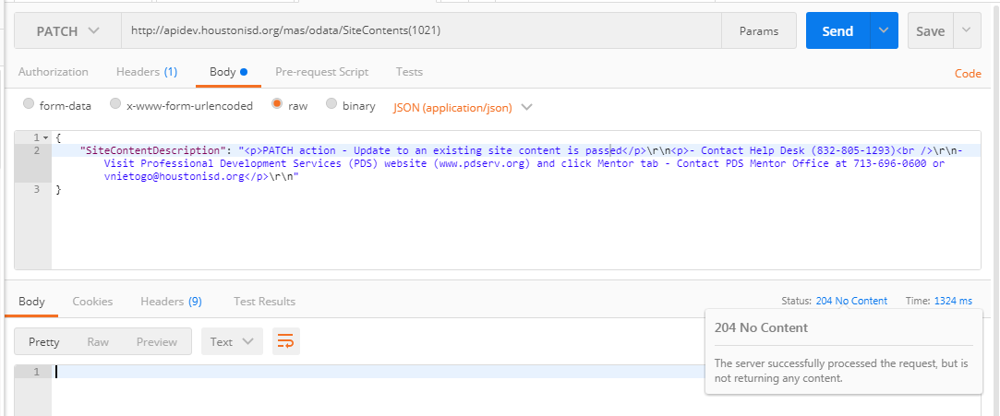 PATCH http://apidev.houstonisd.org/mas/odata/SiteContents(1021) Params Send Save
Authorization Headers (1) Body Pre-request Script Tests Code
form-data x-www-form-urlencoded raw binary JSON (application/json)
1 {
2 "SiteContentDescription": "<p>PATCH action - Update to an existing site content is passed</p>\r\n<p>- Contact Help Desk (832-805-1293)<br />\r\n-
Visit Professional Development Services (PDS) website (www.pdserv.org) and click Mentor tab - Contact PDS Mentor Office at 713-696-0600 or
vnietogo@houstonisd.org</p>\r\n"
3 }
Body Cookies Headers (9) Test Results Status: 204 No Content Time: 1324 ms
204 No Content
Pretty Raw Preview Text
The server successfully processed the request, but is
not returning any content.
1